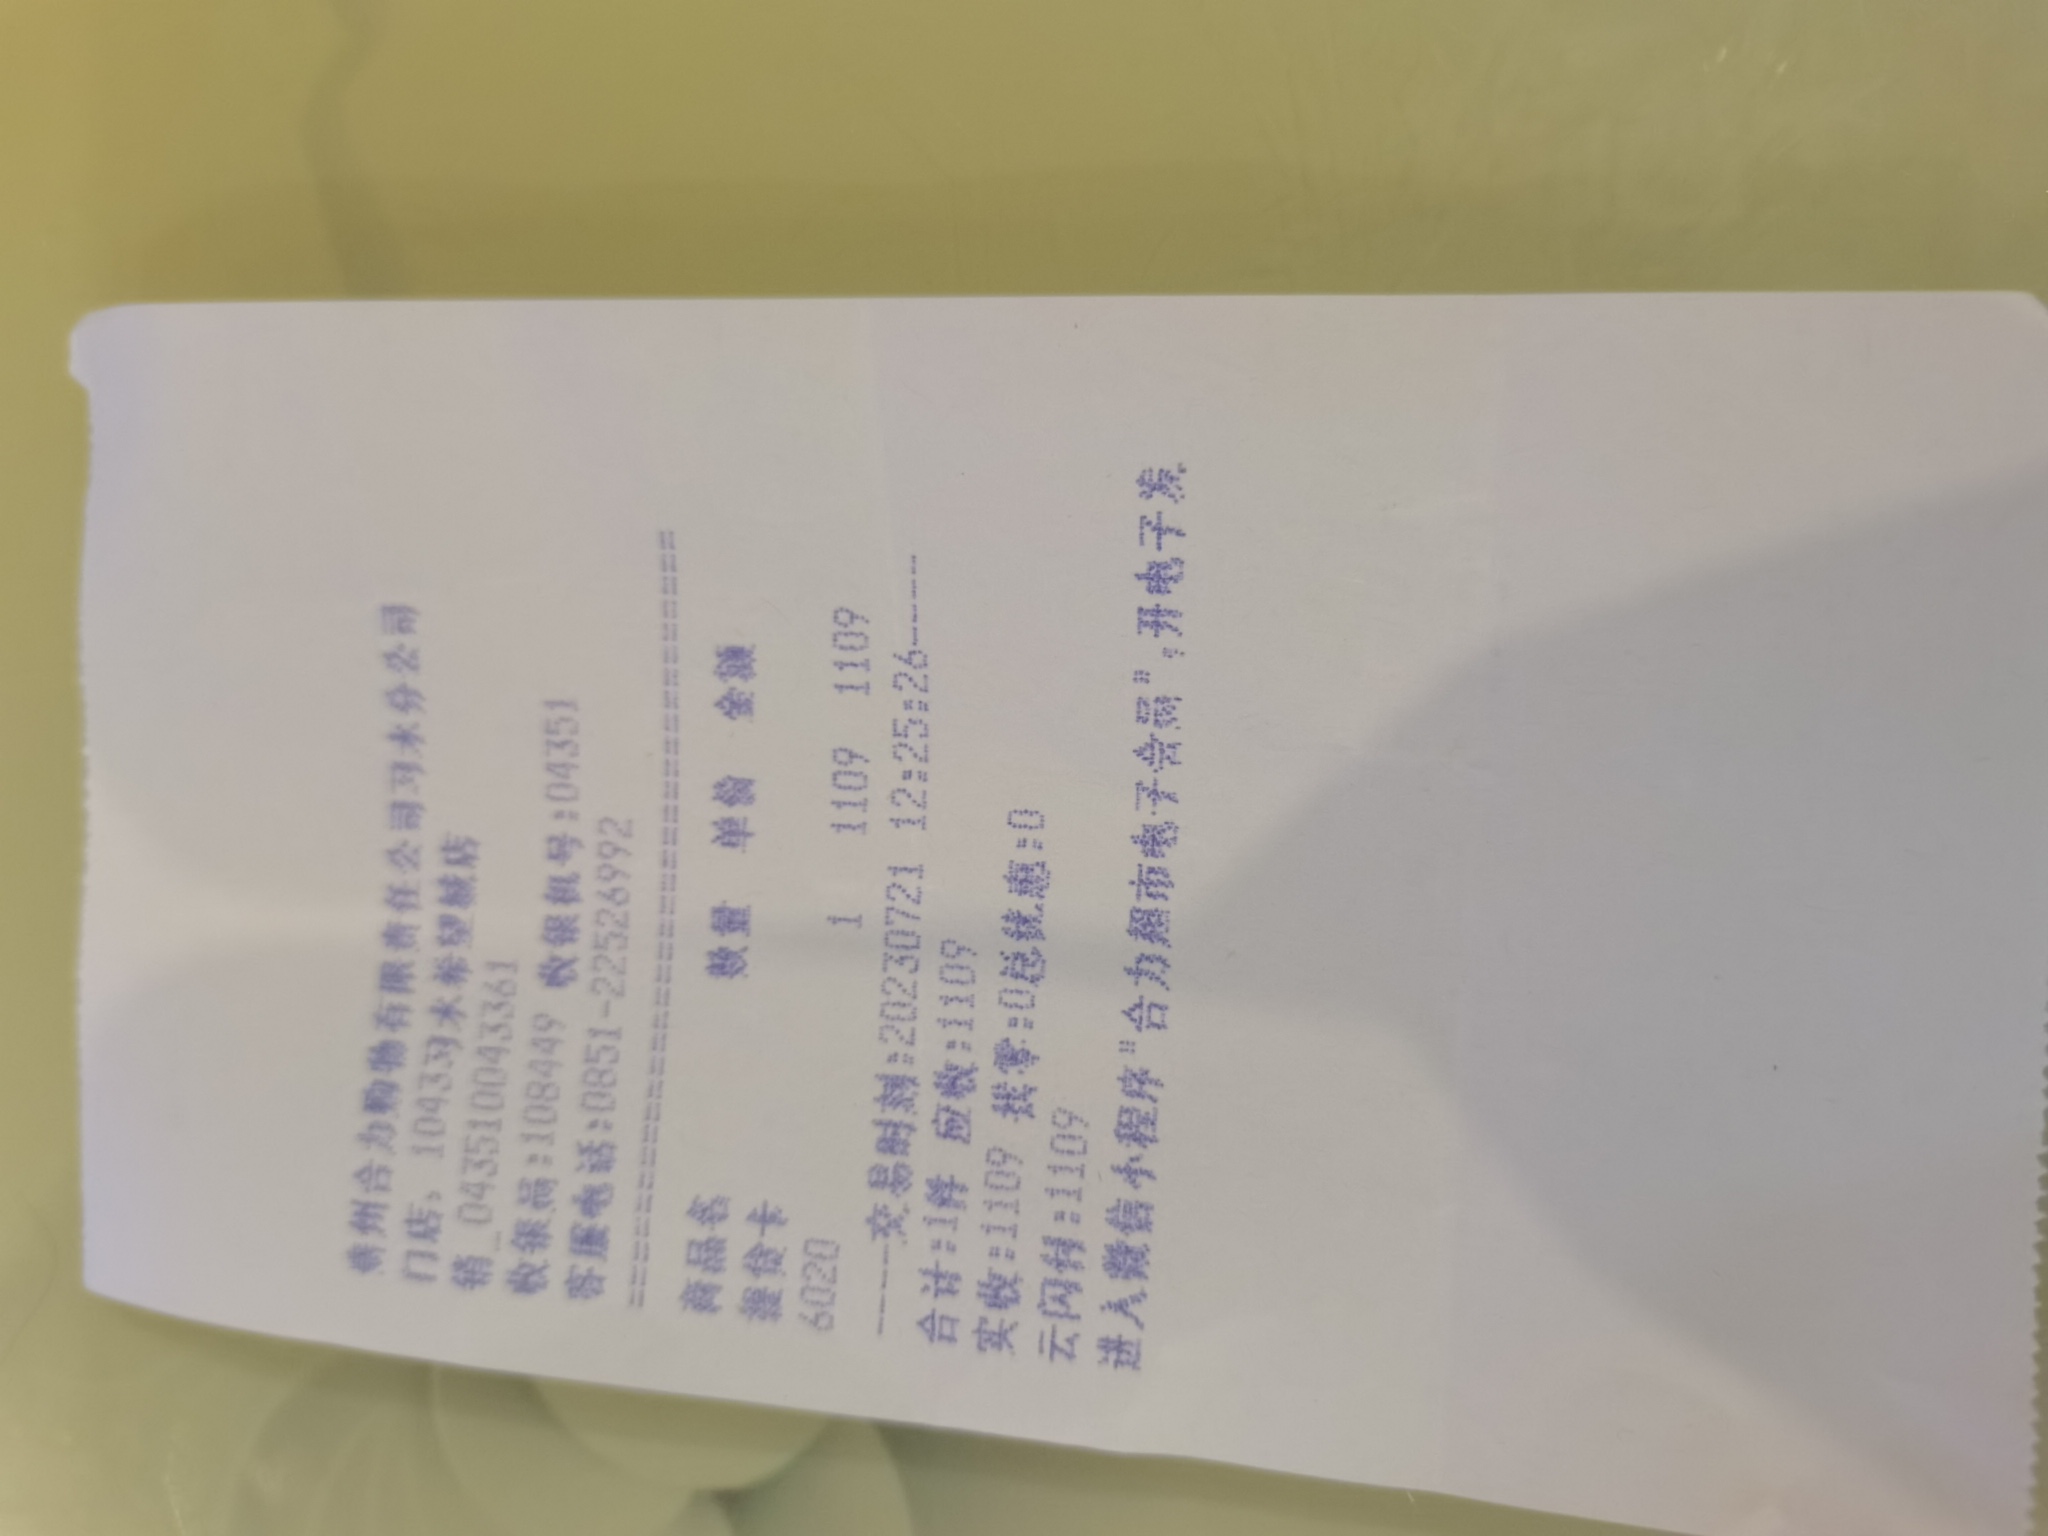 贵州合力购物有限责任公司习水分公司
门店: 10433习水希望城店
销_0435100433361
收银员:108449 收银机号:04351
客服电话:0851-22526992
==================================
商品名 数量 单价 金额
提货卡
6020 1 1109 1109
-----交易时刻:20230721 12:25:26-----
合计:1件 应收:1109
实收:1109 找零:0总优惠:0
云闪付:1109
进入微信小程序"合力超市电子会员",开电子发